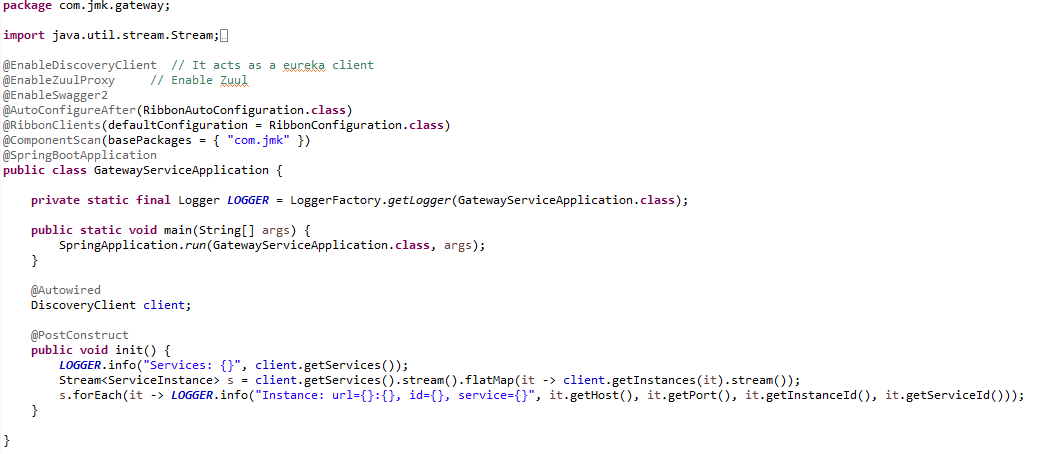 package com.jmk.gateway;
import java.util.stream.Stream;
@EnableDiscoveryClient  // It acts as a eureka client
@EnableZuulProxy     // Enable Zuul
@EnableSwagger2
@AutoConfigureAfter(RibbonAutoConfiguration.class)
@RibbonClients(defaultConfiguration = RibbonConfiguration.class)
@ComponentScan(basePackages = { "com.jmk" })
@SpringBootApplication
public class GatewayServiceApplication {
    private static final Logger LOGGER = LoggerFactory.getLogger(GatewayServiceApplication.class);
    public static void main(String[] args) {
        SpringApplication.run(GatewayServiceApplication.class, args);
    }
    @Autowired
    DiscoveryClient client;
    @PostConstruct
    public void init() {
        LOGGER.info("Services: {}", client.getServices());
        Stream<ServiceInstance> s = client.getServices().stream().flatMap(it -> client.getInstances(it).stream());
        s.forEach(it -> LOGGER.info("Instance: url={}:{}, id={}, service={}", it.getHost(), it.getPort(), it.getInstanceId(), it.getServiceId()));
    }
}